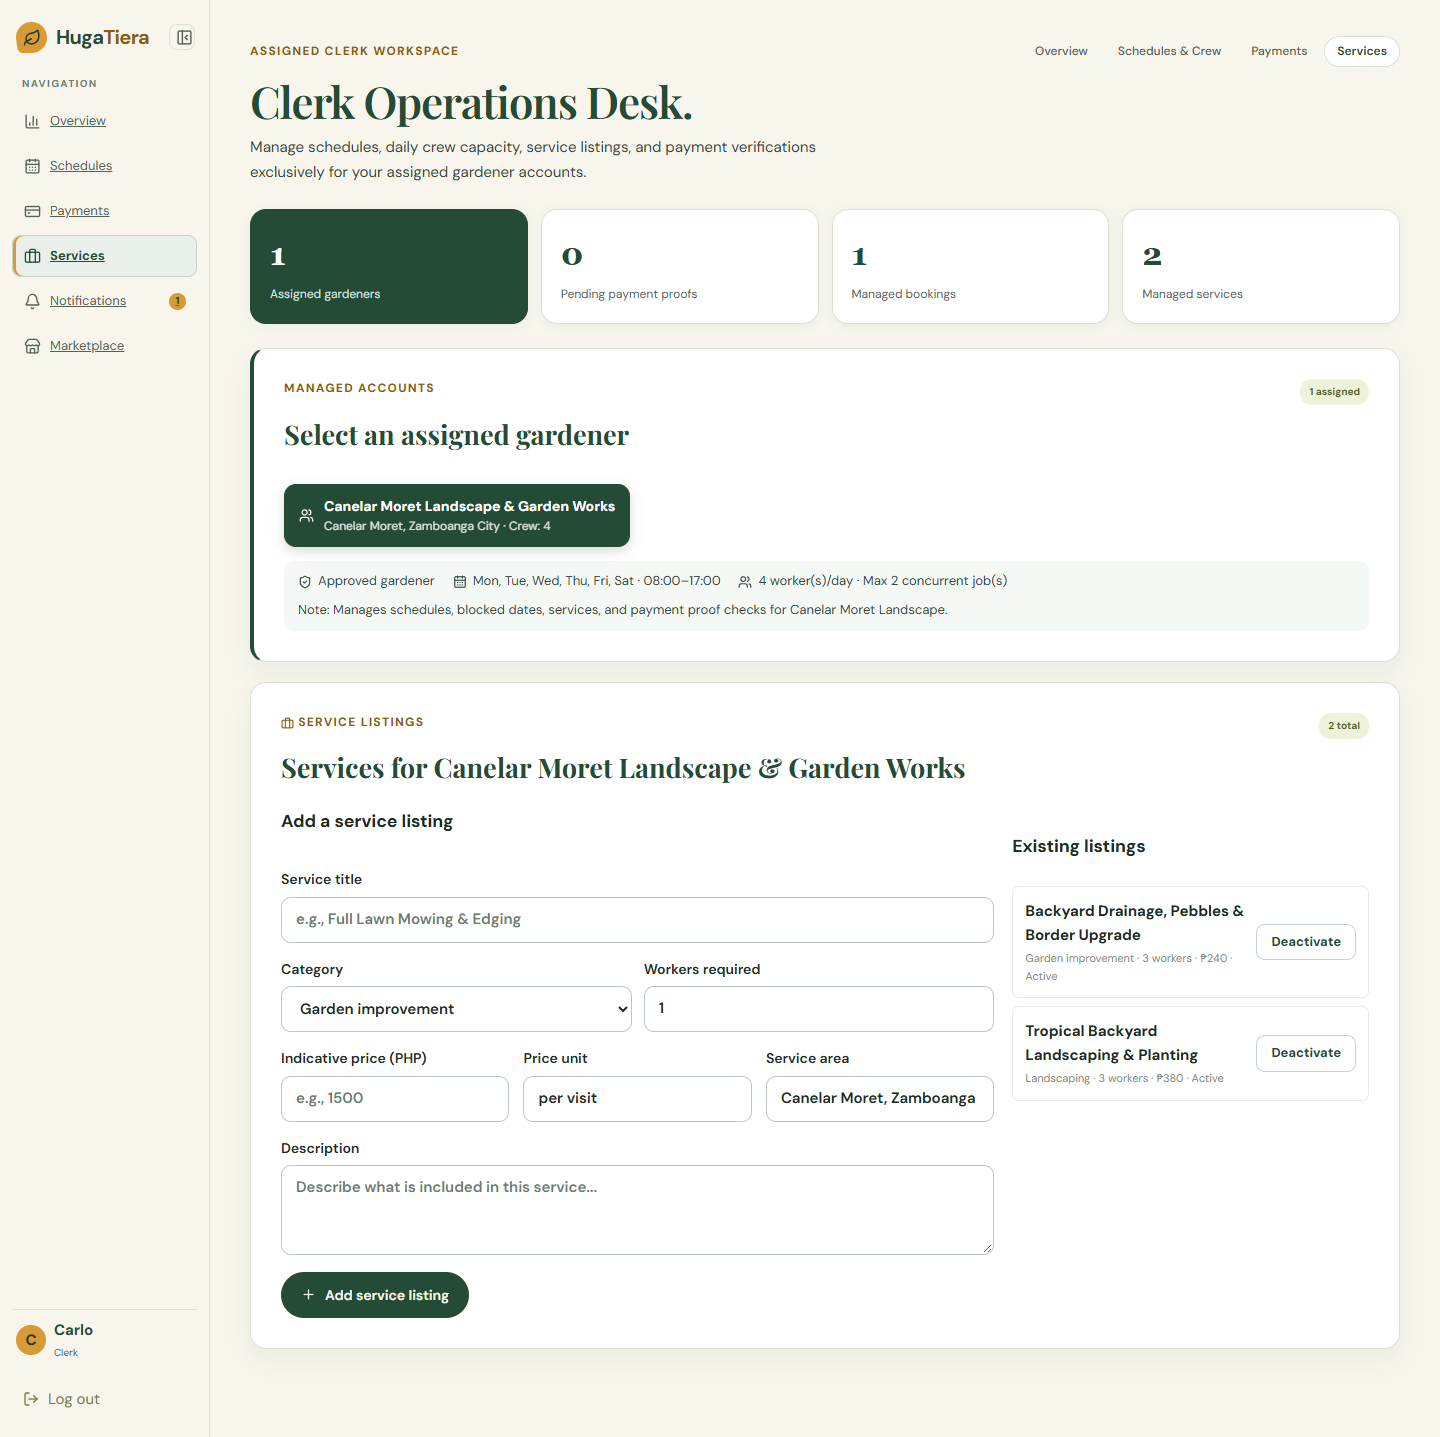 HugaTiera
NAVIGATION
Overview
Schedules
Payments
Services
Notifications 1
Marketplace
C
Carlo
Clerk
Log out
ASSIGNED CLERK WORKSPACE
Overview Schedules & Crew Payments Services
Clerk Operations Desk.
Manage schedules, daily crew capacity, service listings, and payment verifications
exclusively for your assigned gardener accounts.
1
Assigned gardeners
0
Pending payment proofs
1
Managed bookings
2
Managed services
MANAGED ACCOUNTS
1 assigned
Select an assigned gardener
Canelar Moret Landscape & Garden Works
Canelar Moret, Zamboanga City · Crew: 4
Approved gardener Mon, Tue, Wed, Thu, Fri, Sat · 08:00–17:00 4 worker(s)/day · Max 2 concurrent job(s)
Note: Manages schedules, blocked dates, services, and payment proof checks for Canelar Moret Landscape.
SERVICE LISTINGS
2 total
Services for Canelar Moret Landscape & Garden Works
Add a service listing
Service title
e.g., Full Lawn Mowing & Edging
Category
Garden improvement
Workers required
1
Indicative price (PHP)
e.g., 1500
Price unit
per visit
Service area
Canelar Moret, Zamboanga
Description
Describe what is included in this service...
+ Add service listing
Existing listings
Backyard Drainage, Pebbles &
Border Upgrade
Garden improvement · 3 workers · ₱240 ·
Active
Deactivate
Tropical Backyard
Landscaping & Planting
Landscaping · 3 workers · ₱380 · Active
Deactivate